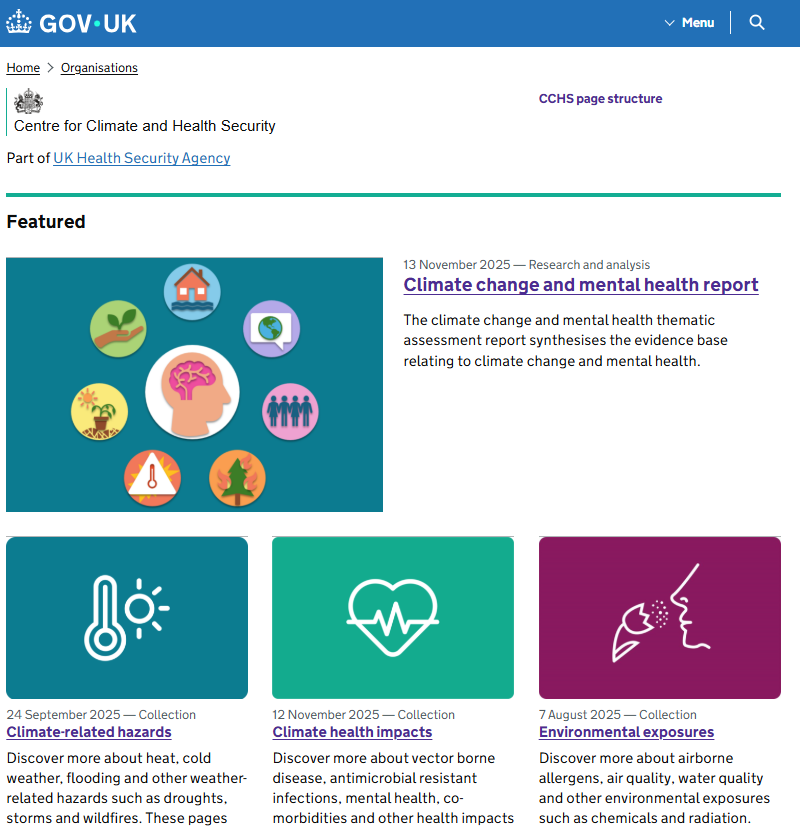 GOV·UK
Menu
Home > Organisations
Centre for Climate and Health Security
CCHS page structure
Part of UK Health Security Agency
Featured
13 November 2025 — Research and analysis
Climate change and mental health report
The climate change and mental health thematic
assessment report synthesises the evidence base
relating to climate change and mental health.
24 September 2025 — Collection
Climate-related hazards
Discover more about heat, cold
weather, flooding and other weather-
related hazards such as droughts,
storms and wildfires. These pages
12 November 2025 — Collection
Climate health impacts
Discover more about vector borne
disease, antimicrobial resistant
infections, mental health, co-
morbidities and other health impacts
7 August 2025 — Collection
Environmental exposures
Discover more about airborne
allergens, air quality, water quality
and other environmental exposures
such as chemicals and radiation.